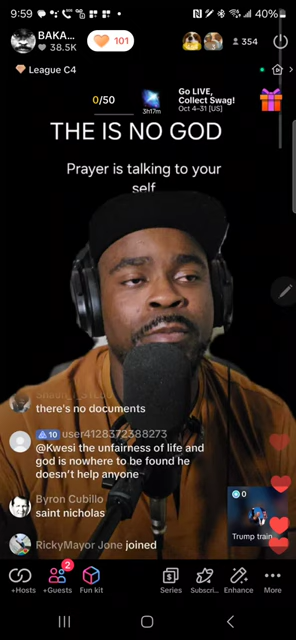 9:59
40%
BAKA...
38.5K
101
354
League C4
0/50
3h17m
Go LIVE,
Collect Swag!
Oct 4–31 [US]
THE IS NO GOD
Prayer is talking to your
self
there's no documents
10 user4128372388273
@Kwesi the unfairness of life and
god is nowhere to be found he
doesn't help anyone
Byron Cubillo
saint nicholas
RickyMayor Jone joined
0
Trump train
2
+Hosts
+Guests
Fun kit
Series
Subscri...
Enhance
More